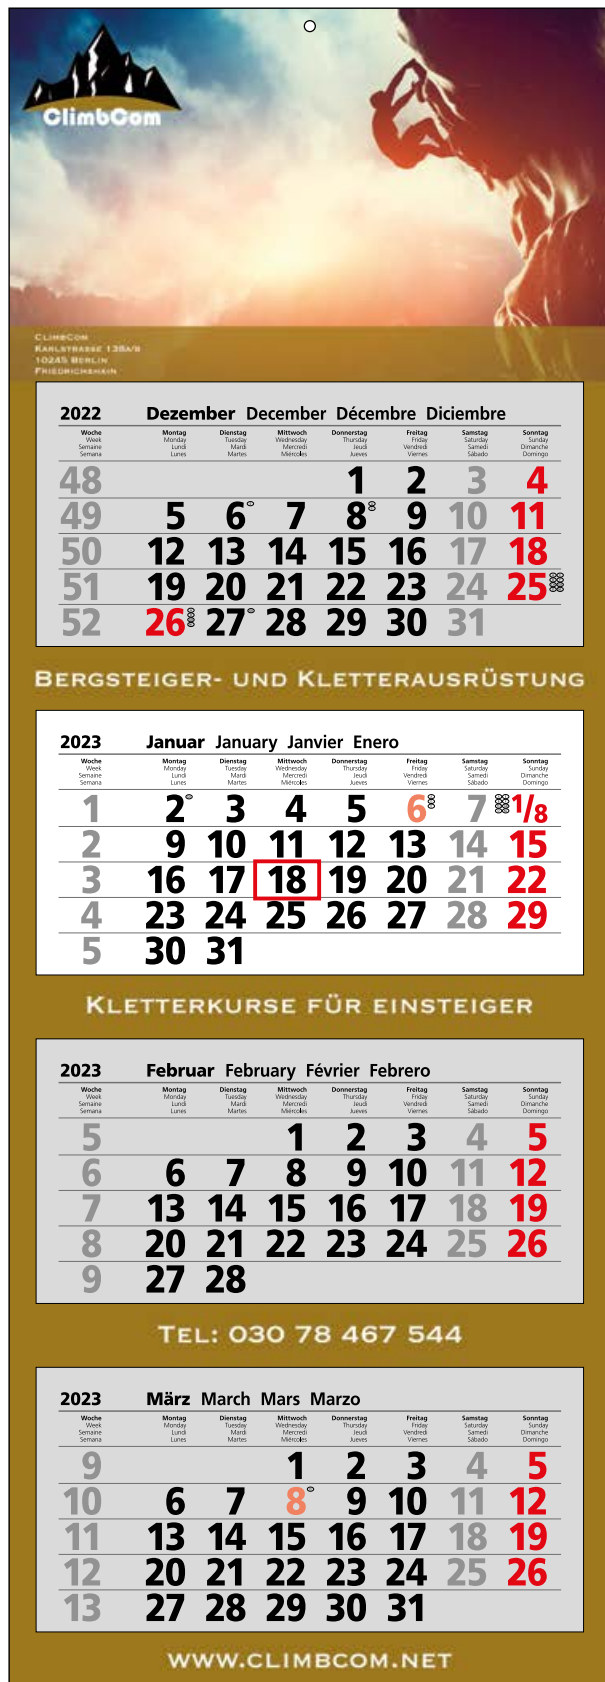 ClimbCom
ClimbCom
Karlstrasse 138a/b
10245 Berlin
Friedrichshain
2022 Dezember December Décembre Diciembre
Woche Montag Dienstag Mittwoch Donnerstag Freitag Samstag Sonntag
Week Monday Tuesday Wednesday Thursday Friday Saturday Sunday
Semaine Lundi Mardi Mercredi Jeudi Vendredi Samedi Dimanche
Semana Lunes Martes Miércoles Jueves Viernes Sábado Domingo
48 1 2 3 4
49 5 6 7 8 9 10 11
50 12 13 14 15 16 17 18
51 19 20 21 22 23 24 25
52 26 27 28 29 30 31
Bergsteiger- und Kletterausrüstung
2023 Januar January Janvier Enero
Woche Montag Dienstag Mittwoch Donnerstag Freitag Samstag Sonntag
Week Monday Tuesday Wednesday Thursday Friday Saturday Sunday
Semaine Lundi Mardi Mercredi Jeudi Vendredi Samedi Dimanche
Semana Lunes Martes Miércoles Jueves Viernes Sábado Domingo
1 2 3 4 5 6 7 1/8
2 9 10 11 12 13 14 15
3 16 17 18 19 20 21 22
4 23 24 25 26 27 28 29
5 30 31
Kletterkurse für Einsteiger
2023 Februar February Février Febrero
Woche Montag Dienstag Mittwoch Donnerstag Freitag Samstag Sonntag
Week Monday Tuesday Wednesday Thursday Friday Saturday Sunday
Semaine Lundi Mardi Mercredi Jeudi Vendredi Samedi Dimanche
Semana Lunes Martes Miércoles Jueves Viernes Sábado Domingo
5 1 2 3 4 5
6 6 7 8 9 10 11 12
7 13 14 15 16 17 18 19
8 20 21 22 23 24 25 26
9 27 28
Tel: 030 78 467 544
2023 März March Mars Marzo
Woche Montag Dienstag Mittwoch Donnerstag Freitag Samstag Sonntag
Week Monday Tuesday Wednesday Thursday Friday Saturday Sunday
Semaine Lundi Mardi Mercredi Jeudi Vendredi Samedi Dimanche
Semana Lunes Martes Miércoles Jueves Viernes Sábado Domingo
9 1 2 3 4 5
10 6 7 8 9 10 11 12
11 13 14 15 16 17 18 19
12 20 21 22 23 24 25 26
13 27 28 29 30 31
www.climbcom.net